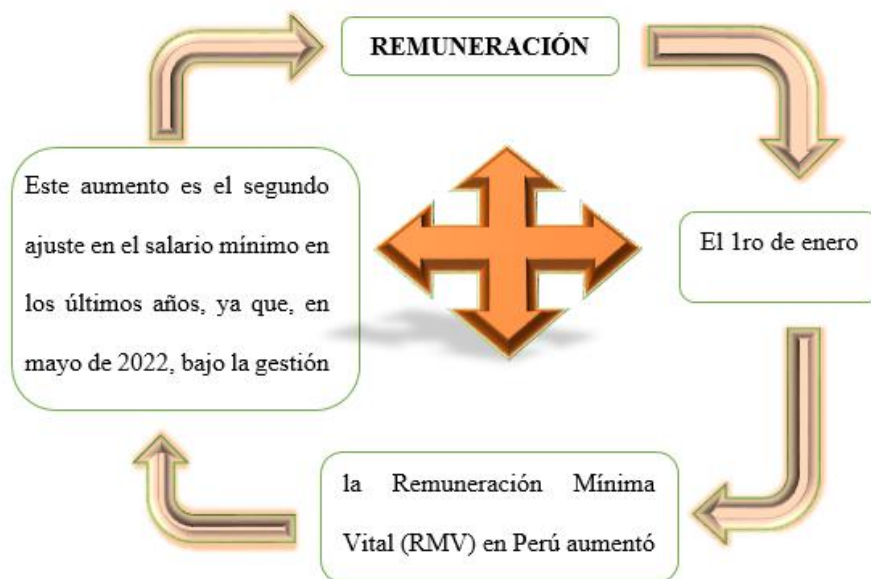 REMUNERACIÓN
El 1ro de enero
la Remuneración Mínima
Vital (RMV) en Perú aumentó
Este aumento es el segundo
ajuste en el salario mínimo en
los últimos años, ya que, en
mayo de 2022, bajo la gestión